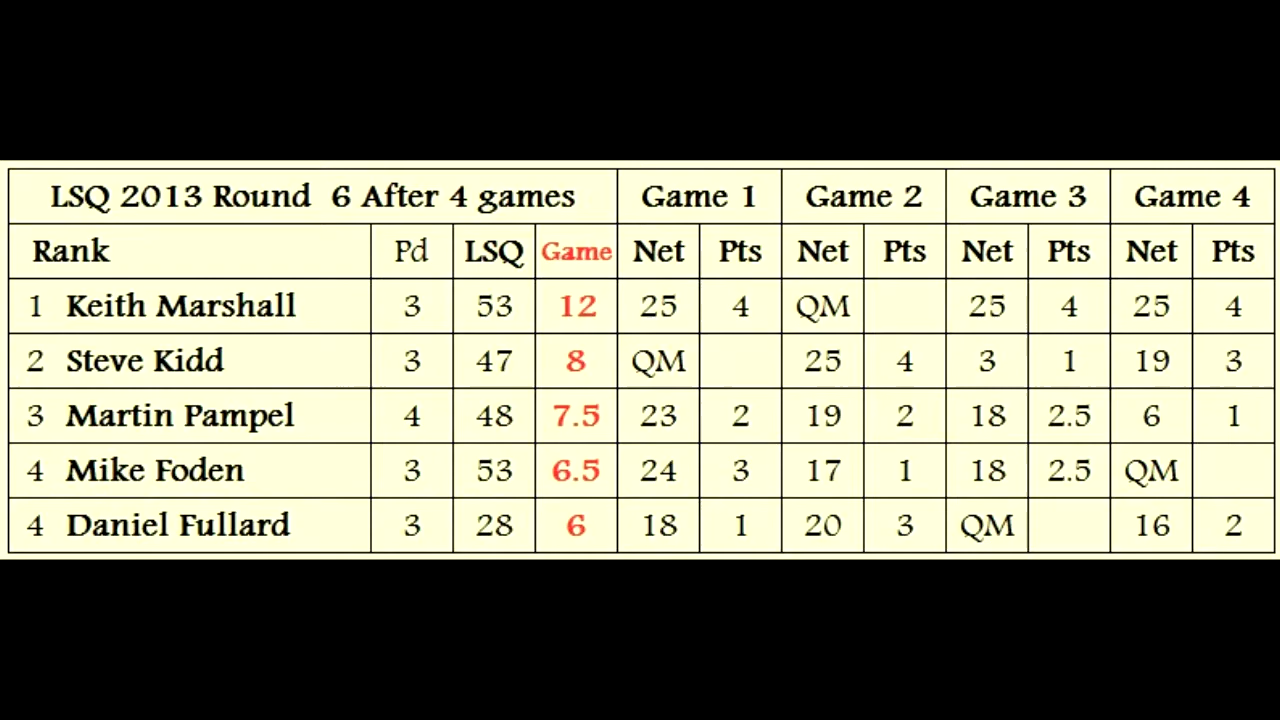 LSQ 2013 Round 6 After 4 games Game 1 Game 2 Game 3 Game 4
Rank Pd LSQ Game Net Pts Net Pts Net Pts Net Pts
1 Keith Marshall 3 53 12 25 4 QM 25 4 25 4
2 Steve Kidd 3 47 8 QM 25 4 3 1 19 3
3 Martin Pampel 4 48 7.5 23 2 19 2 18 2.5 6 1
4 Mike Foden 3 53 6.5 24 3 17 1 18 2.5 QM
4 Daniel Fullard 3 28 6 18 1 20 3 QM 16 2